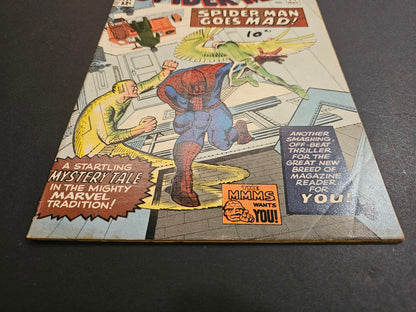 SPIDER-MAN
GOES MAD!
10¢
A STARTLING
MYSTERY TALE
IN THE MIGHTY
MARVEL
TRADITION!
THE
MMMS
WANTS
YOU!
ANOTHER
SMASHING
OFF-BEAT
THRILLER
FOR THE
GREAT NEW
BREED OF
MAGAZINE
READER
FOR
YOU!